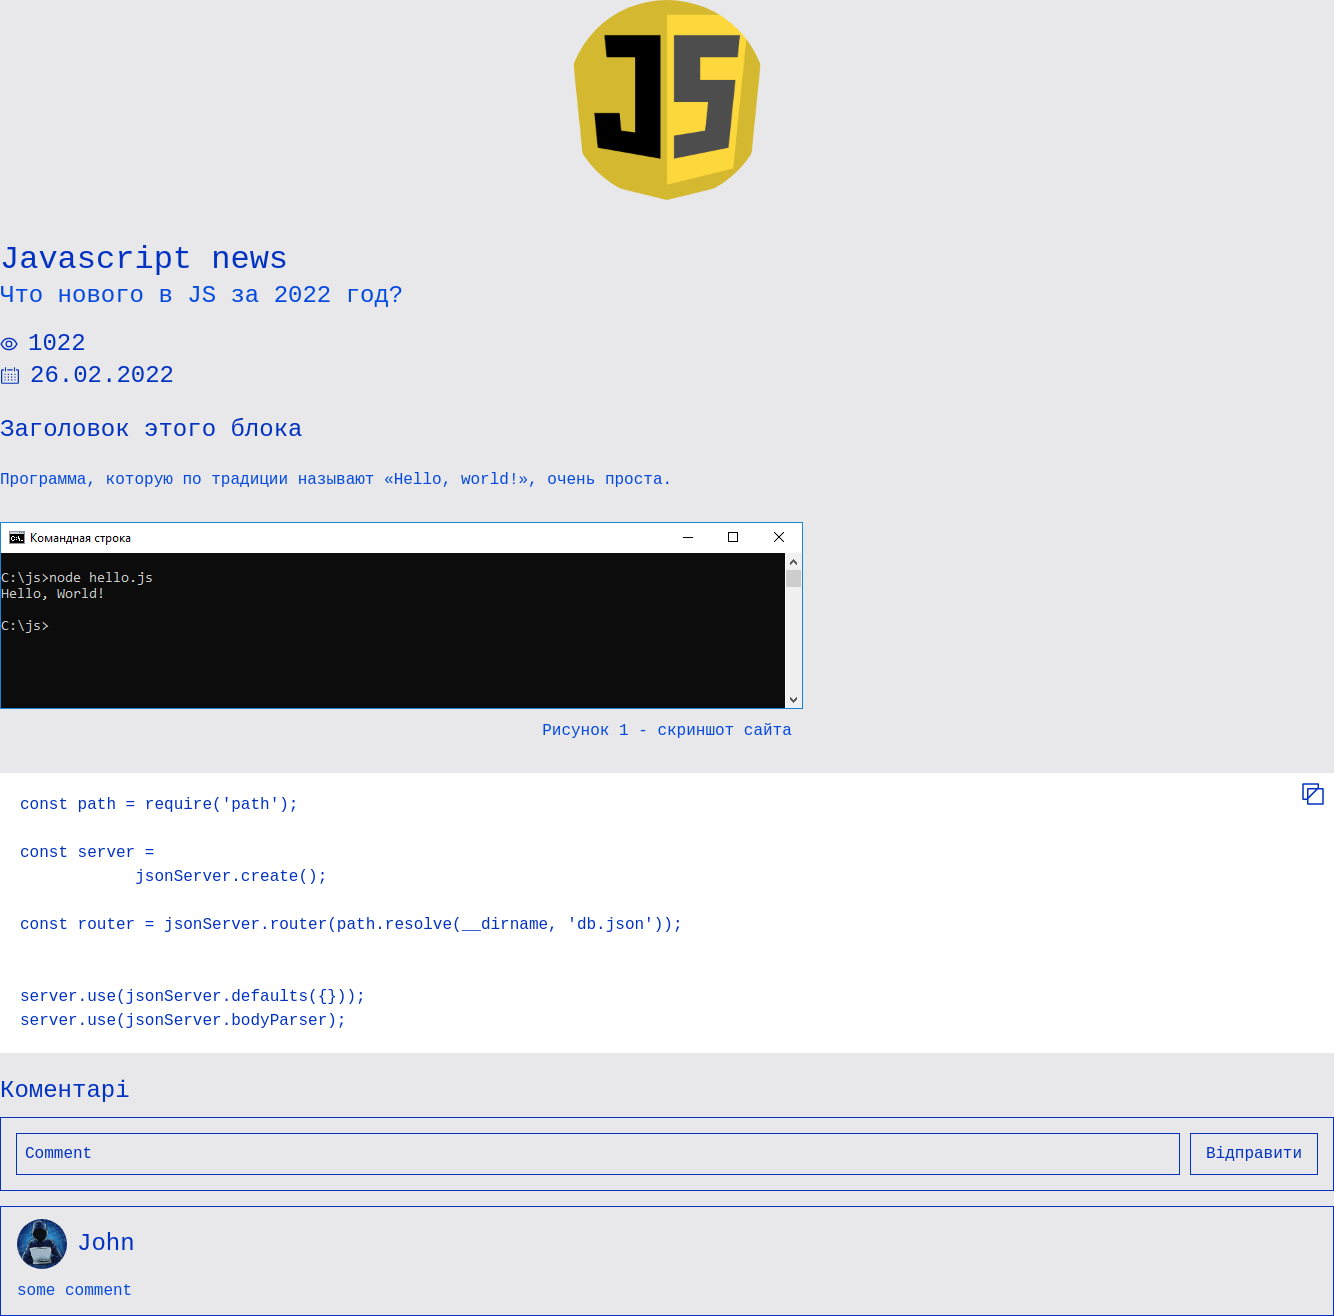 JS
Javascript news
Что нового в JS за 2022 год?
1022
26.02.2022
Заголовок этого блока
Программа, которую по традиции называют «Hello, world!», очень проста.
Командная строка
C:\js>node hello.js
Hello, World!
C:\js>
Рисунок 1 - скриншот сайта
const path = require('path');
const server =
jsonServer.create();
const router = jsonServer.router(path.resolve(__dirname, 'db.json'));
server.use(jsonServer.defaults({}));
server.use(jsonServer.bodyParser);
Коментарі
Comment
Відправити
John
some comment